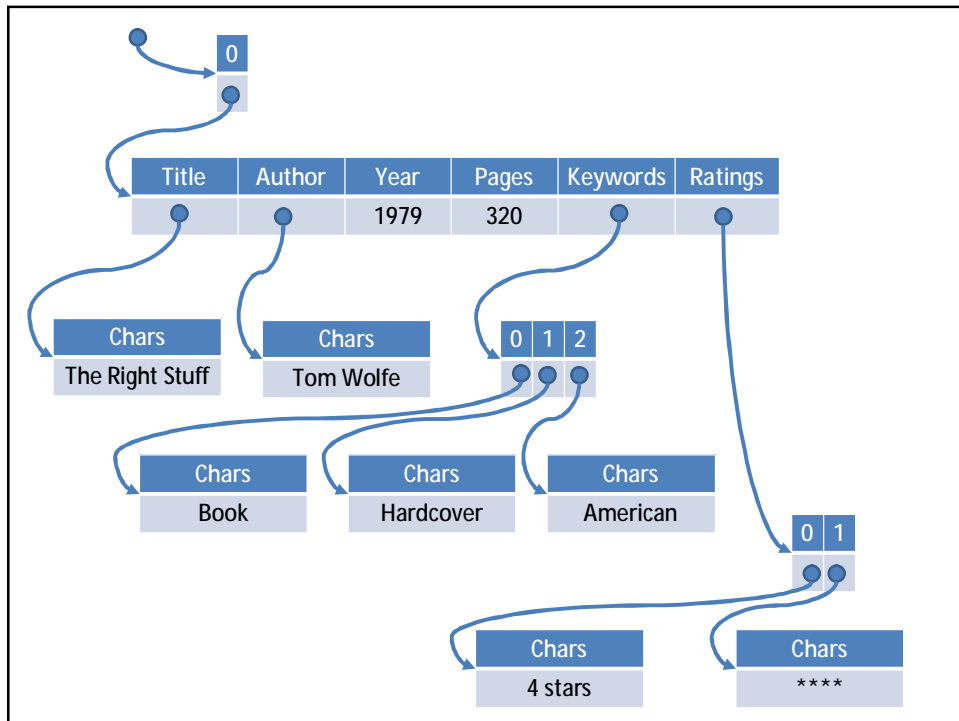 0
Title Author Year Pages Keywords Ratings
1979 320
Chars Chars 0 1 2
The Right Stuff Tom Wolfe
Chars Chars Chars
Book Hardcover American
0 1
Chars Chars
4 stars ****